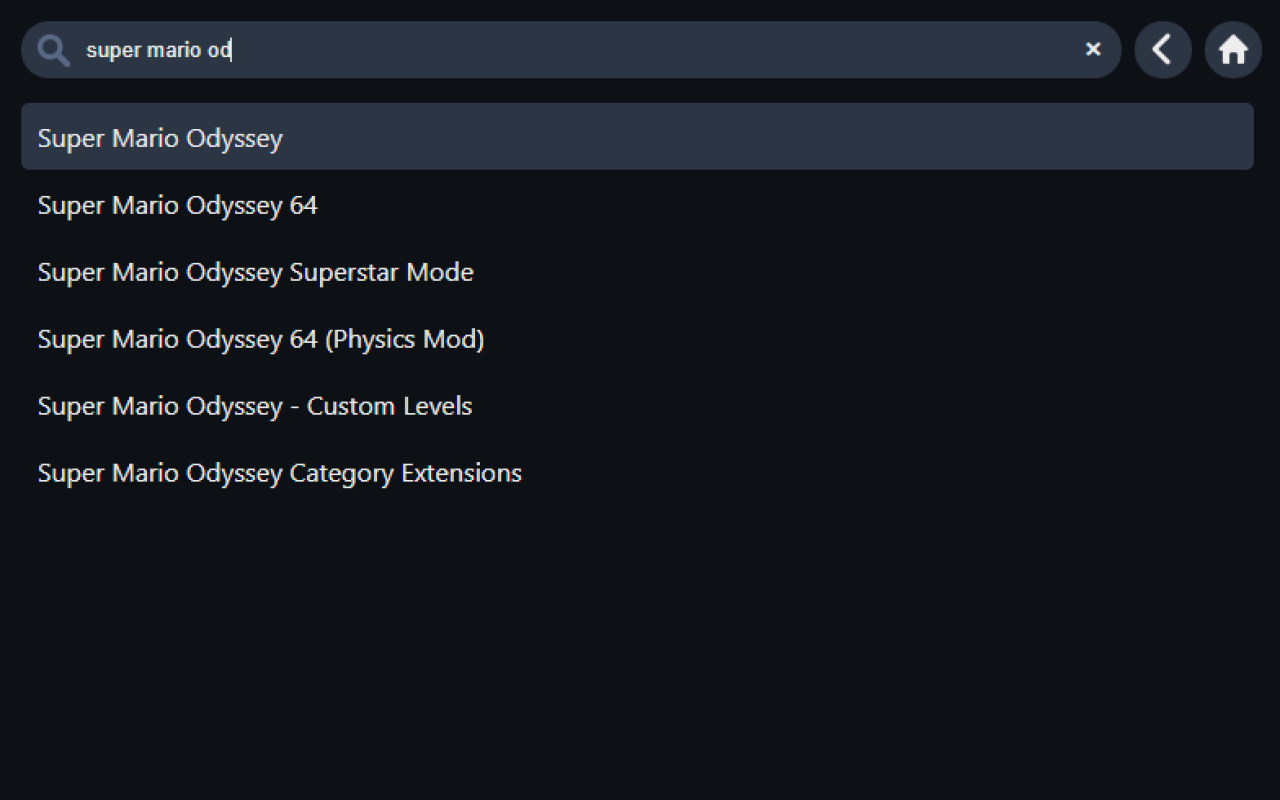 super mario od
Super Mario Odyssey
Super Mario Odyssey 64
Super Mario Odyssey Superstar Mode
Super Mario Odyssey 64 (Physics Mod)
Super Mario Odyssey - Custom Levels
Super Mario Odyssey Category Extensions